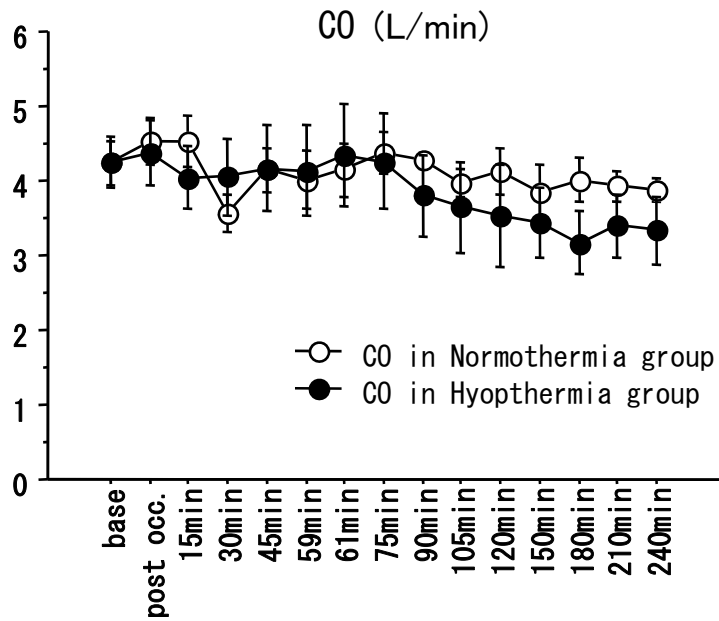 CO (L/min)
6
5
4
3
2
1
0
CO in Normothermia group
CO in Hyopthermia group
base
post occ.
15min
30min
45min
59min
61min
75min
90min
105min
120min
150min
180min
210min
240min